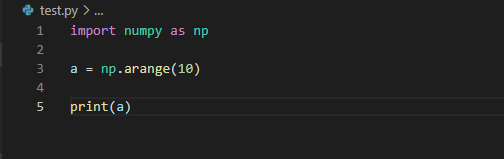 test.py > ...
1 import numpy as np
2
3 a = np.arange(10)
4
5 print(a)